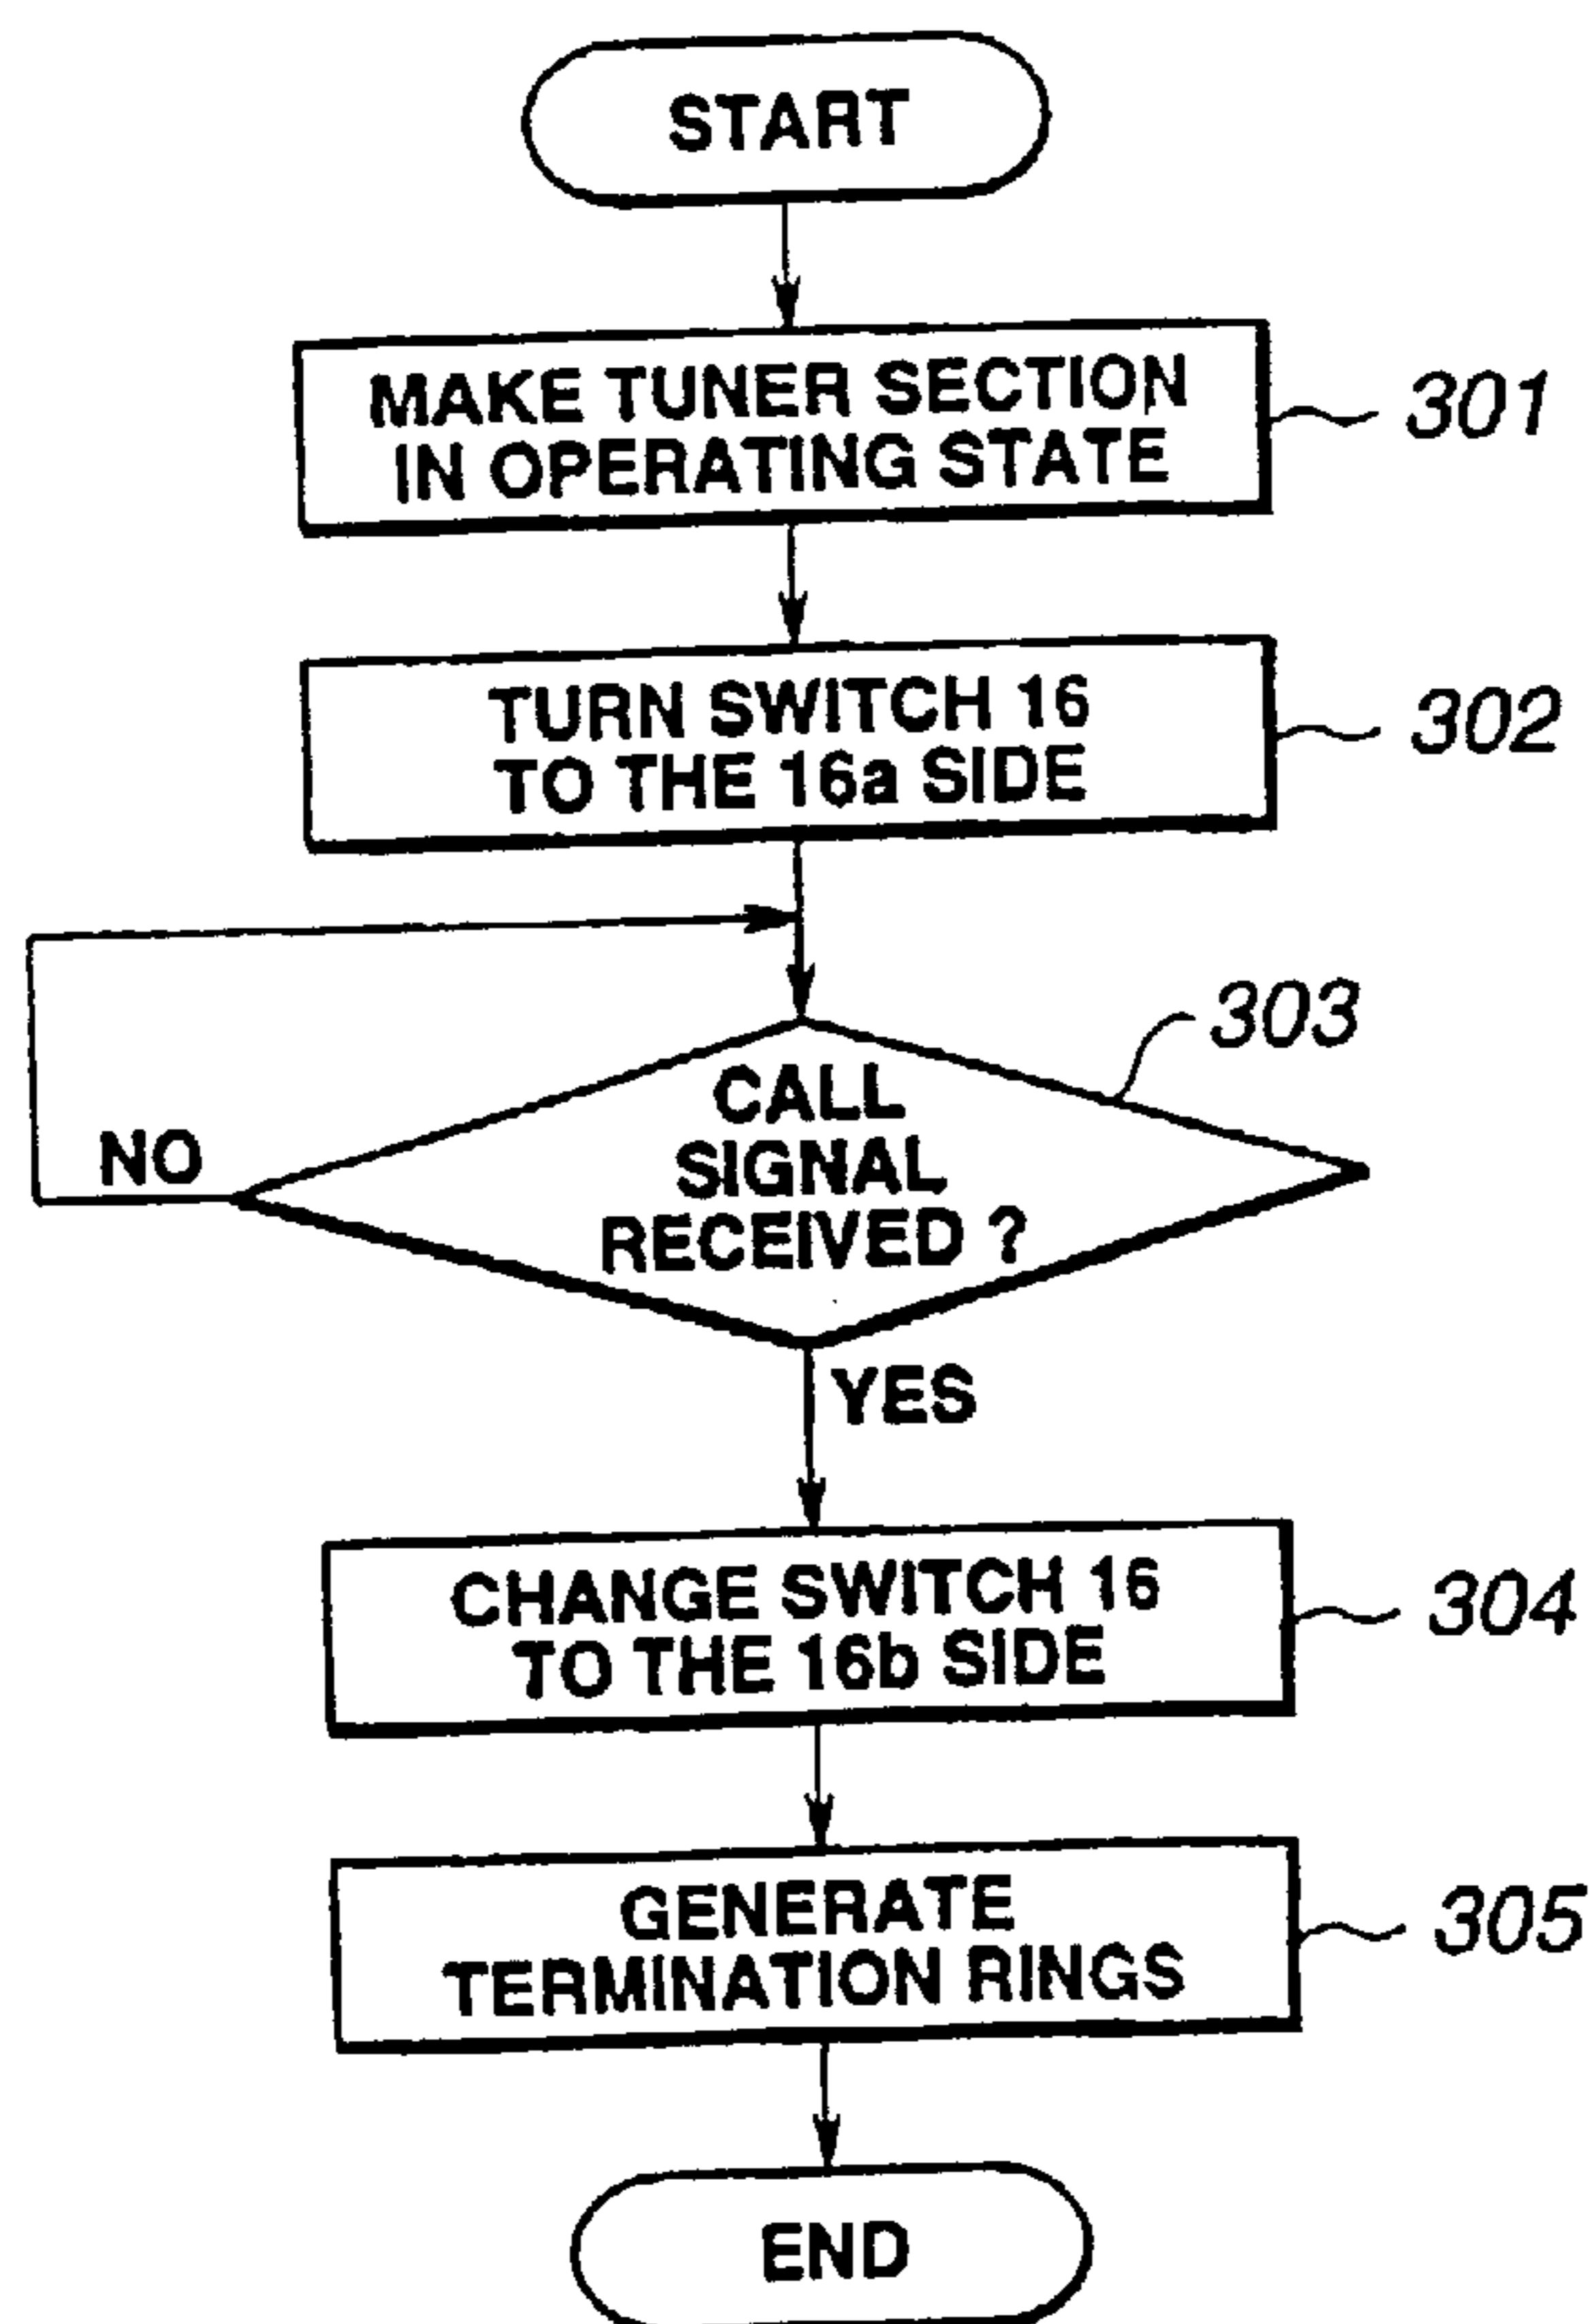 START
MAKE TUNER SECTION
IN OPERATING STATE
301
TURN SWITCH 16
TO THE 16a SIDE
302
303
CALL
SIGNAL
RECEIVED ?
NO
YES
CHANGE SWITCH 16
TO THE 16b SIDE
304
GENERATE
TERMINATION RINGS
305
END